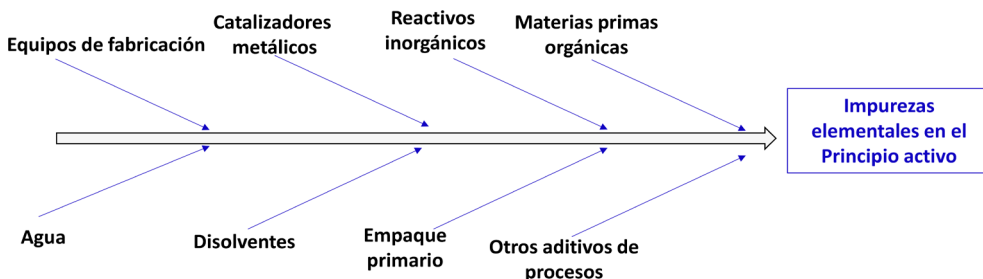 Equipos de fabricación
Catalizadores
metálicos
Reactivos
inorgánicos
Materias primas
orgánicas
Impurezas
elementales en el
Principio activo
Agua
Disolventes
Empaque
primario
Otros aditivos de
procesos